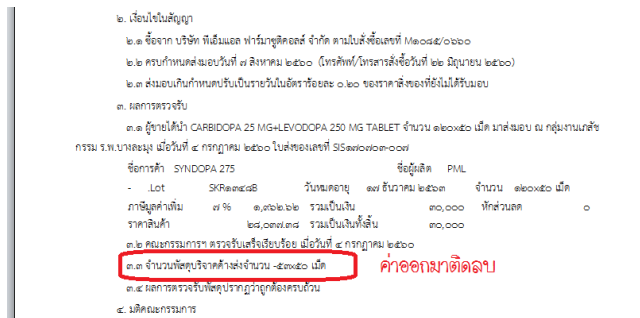 ๒. เงื่อนไขในสัญญา
๒.๑ ซื้อจาก บริษัท พีเอ็มแอล ฟาร์มาซูติคอลส์ จำกัด ตามใบสั่งซื้อเลขที่ M๑๐๔๕/๐๖๖๐
๒.๒ ครบกำหนดส่งมอบวันที่ ๗ สิงหาคม ๒๕๖๐ (โทรศัพท์/โทรสารสั่งซื้อวันที่ ๒๒ มิถุนายน ๒๕๖๐)
๒.๓ ส่งมอบเกินกำหนดปรับเป็นรายวันในอัตราร้อยละ ๐.๒๐ ของราคาสิ่งของที่ยังไม่ได้รับมอบ
๓. ผลการตรวจรับ
๓.๑ ผู้ขายได้นำ CARBIDOPA 25 MG+LEVODOPA 250 MG TABLET จำนวน ๑๒๐x๕๐ เม็ด มาส่งมอบ ณ กลุ่มงานเภสัช
กรรม ร.พ.บางละมุง เมื่อวันที่ ๔ กรกฎาคม ๒๕๖๐ ใบส่งของเลขที่ SIS๑๗๐๗๐๓-๐๐๗
ชื่อการค้า SYNDOPA 275 ชื่อผู้ผลิต PML
- .Lot SKR๑๓๔๘B วันหมดอายุ ๑๗ ธันวาคม ๒๕๖๓ จำนวน ๑๒๐x๕๐ เม็ด
ภาษีมูลค่าเพิ่ม ๗ % ๑,๙๖๒.๖๒ รวมเป็นเงิน ๓๐,๐๐๐ หักส่วนลด ๐
ราคาสินค้า ๒๘,๐๓๗.๓๘ รวมเป็นเงินทั้งสิ้น ๓๐,๐๐๐
๓.๒ คณะกรรมการฯ ตรวจรับเสร็จเรียบร้อย เมื่อวันที่ ๔ กรกฎาคม ๒๕๖๐
๓.๓ จำนวนพัสดุบริจาคค้างส่งจำนวน -๕๓x๕๐ เม็ด ค่าออกมาติดลบ
๓.๔ ผลการตรวจรับพัสดุปรากฏว่าถูกต้องครบถ้วน
๔. มติคณะกรรมการ